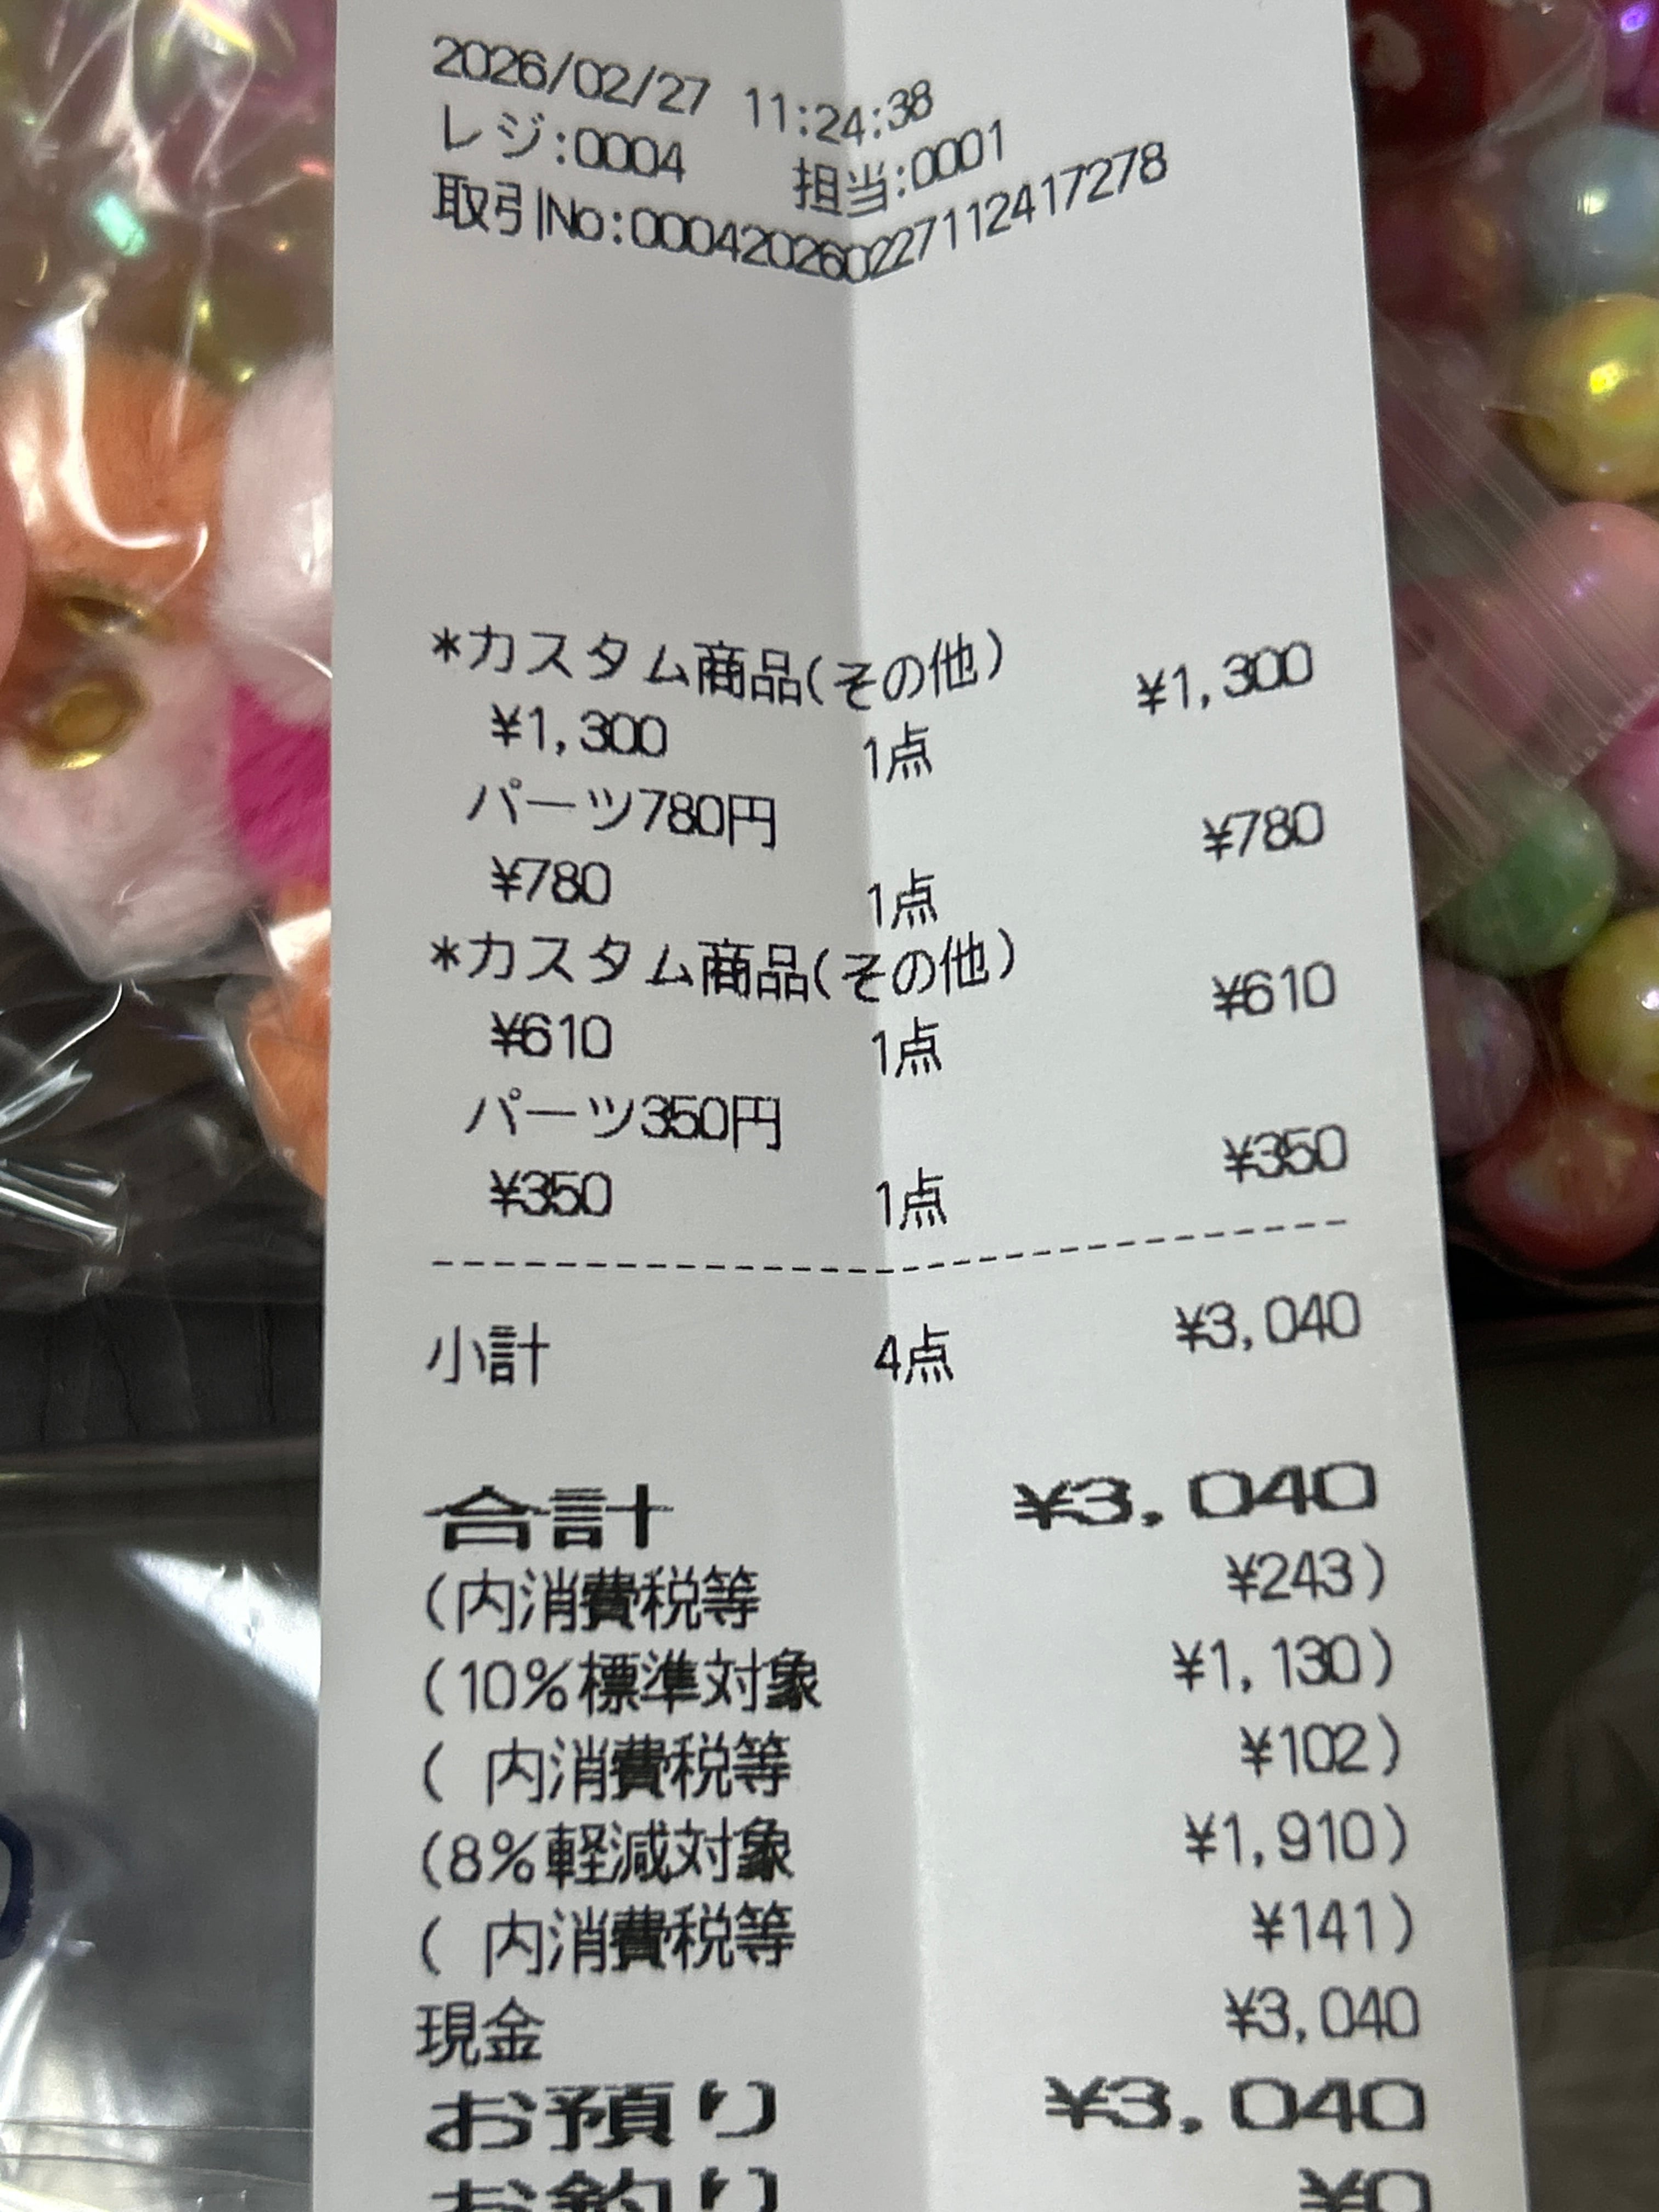 2026/02/27 11:24:38
レジ:0004 担当:0001
取引No:00042026022711241​7278
*カスタム商品(その他) ¥1,300
¥1,300 1点
パーツ780円 ¥780
¥780 1点
*カスタム商品(その他) ¥610
¥610 1点
パーツ350円 ¥350
¥350 1点
小計 4点 ¥3,040
合計 ¥3,040
(内消費税等 ¥243)
(10%標準対象 ¥1,130)
( 内消費税等 ¥102)
(8%軽減対象 ¥1,910)
( 内消費税等 ¥141)
現金 ¥3,040
お預り ¥3,040
お釣り ¥0